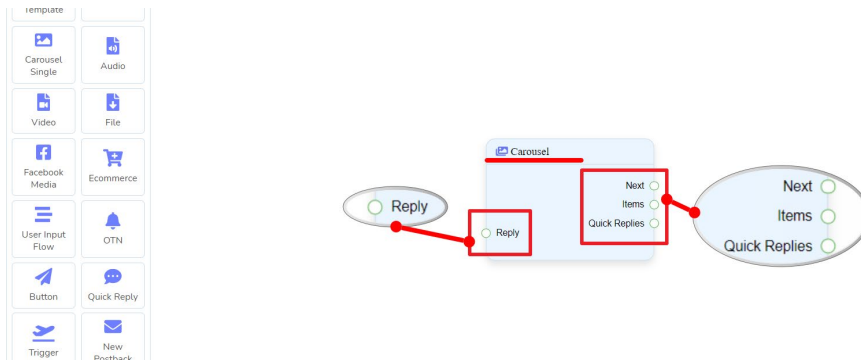 Template
Carousel
Single
Audio
Video
File
Facebook
Media
Ecommerce
User Input
Flow
OTN
Button
Quick Reply
Trigger
New
Postback
Carousel
Next
Items
Quick Replies
Reply
Reply
Next
Items
Quick Replies